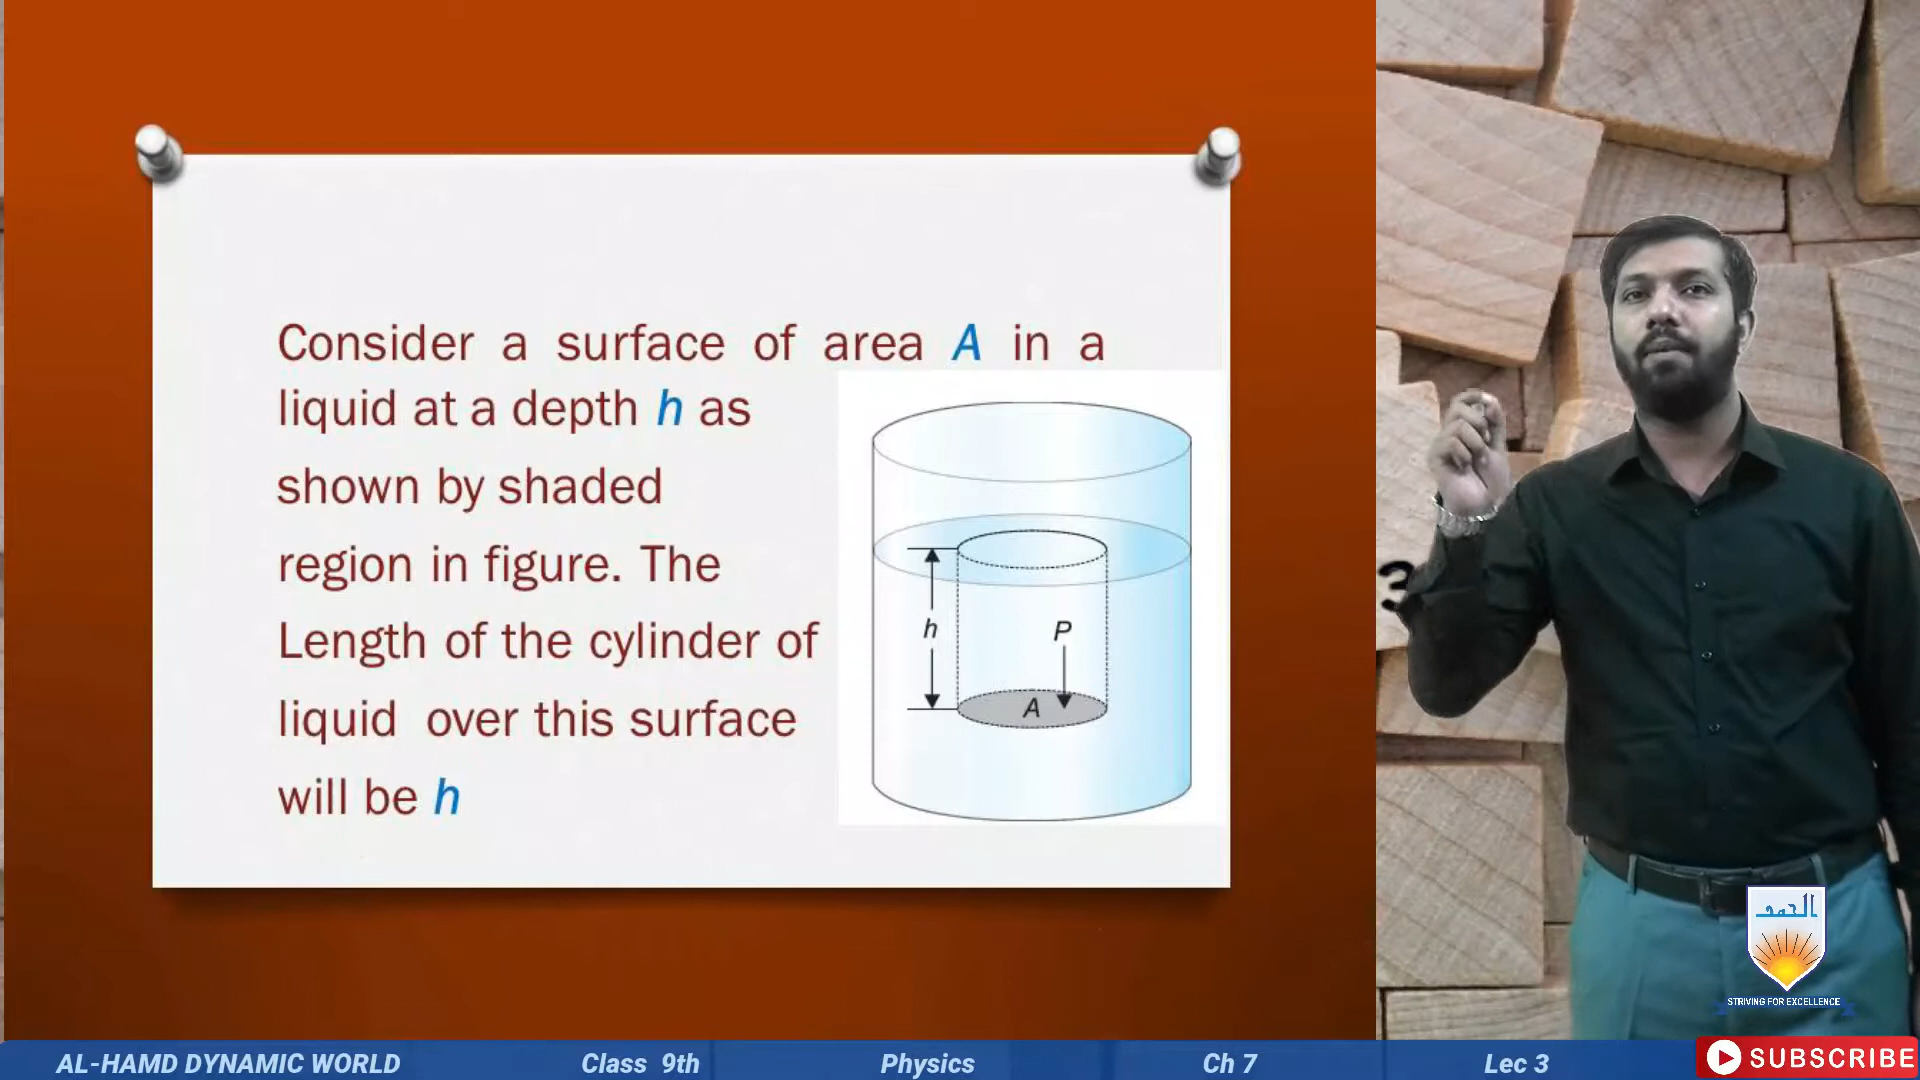 Consider a surface of area A in a
liquid at a depth h as
shown by shaded
region in figure. The
Length of the cylinder of
liquid over this surface
will be h
h
P
A
3
الحمد
STRIVING FOR EXCELLENCE
AL-HAMD DYNAMIC WORLD
Class 9th
Physics
Ch 7
Lec 3
SUBSCRIBE